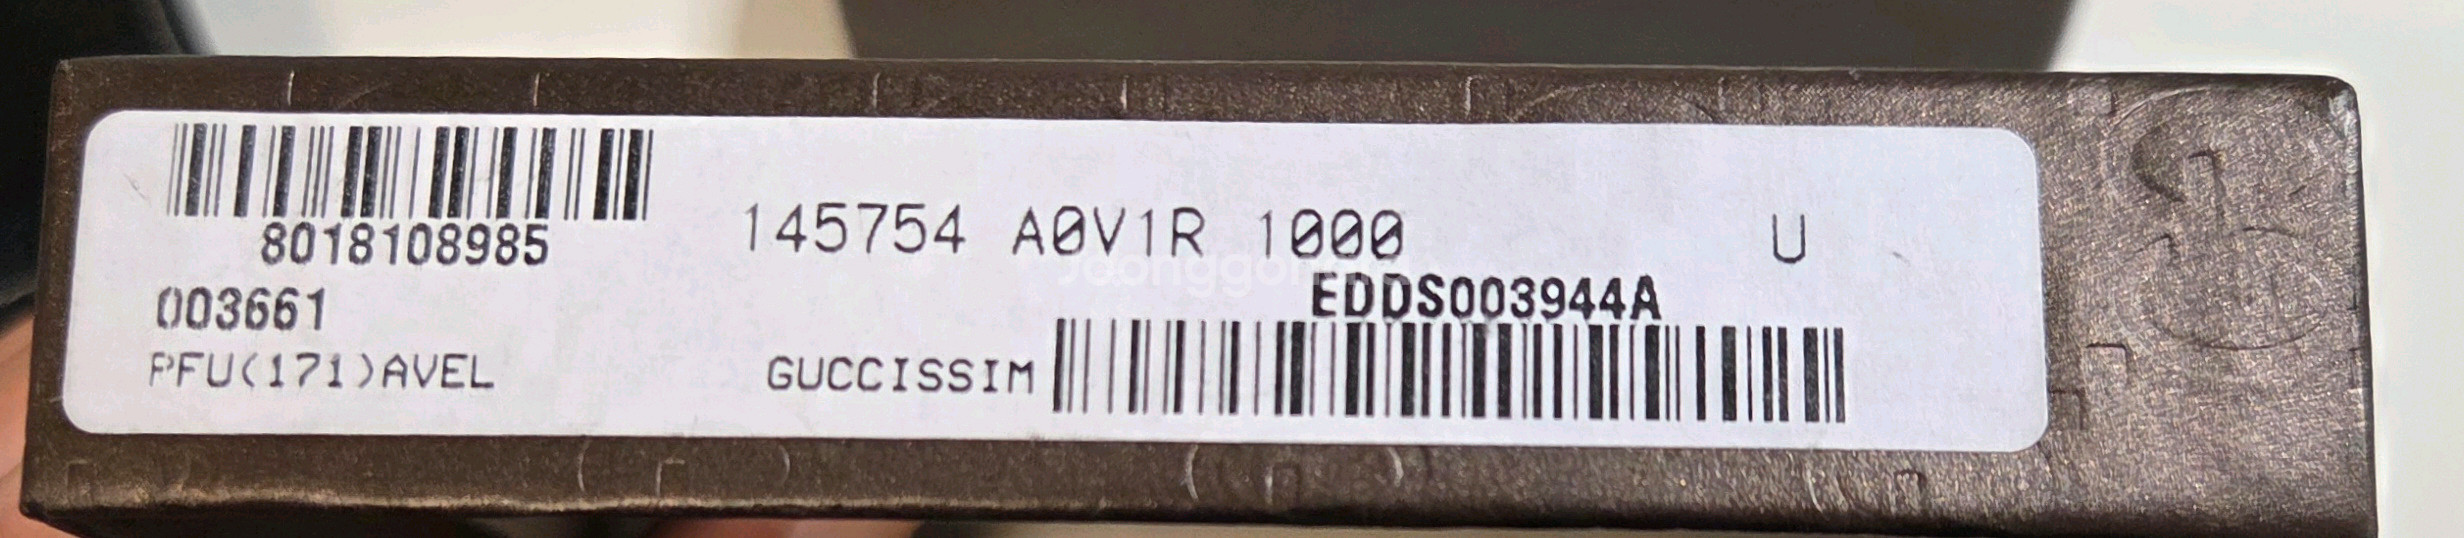 8018108985
145754 A0V1R 1000 U
003661
EDDS003944A
PFU(171)AVEL
GUCCISSIM